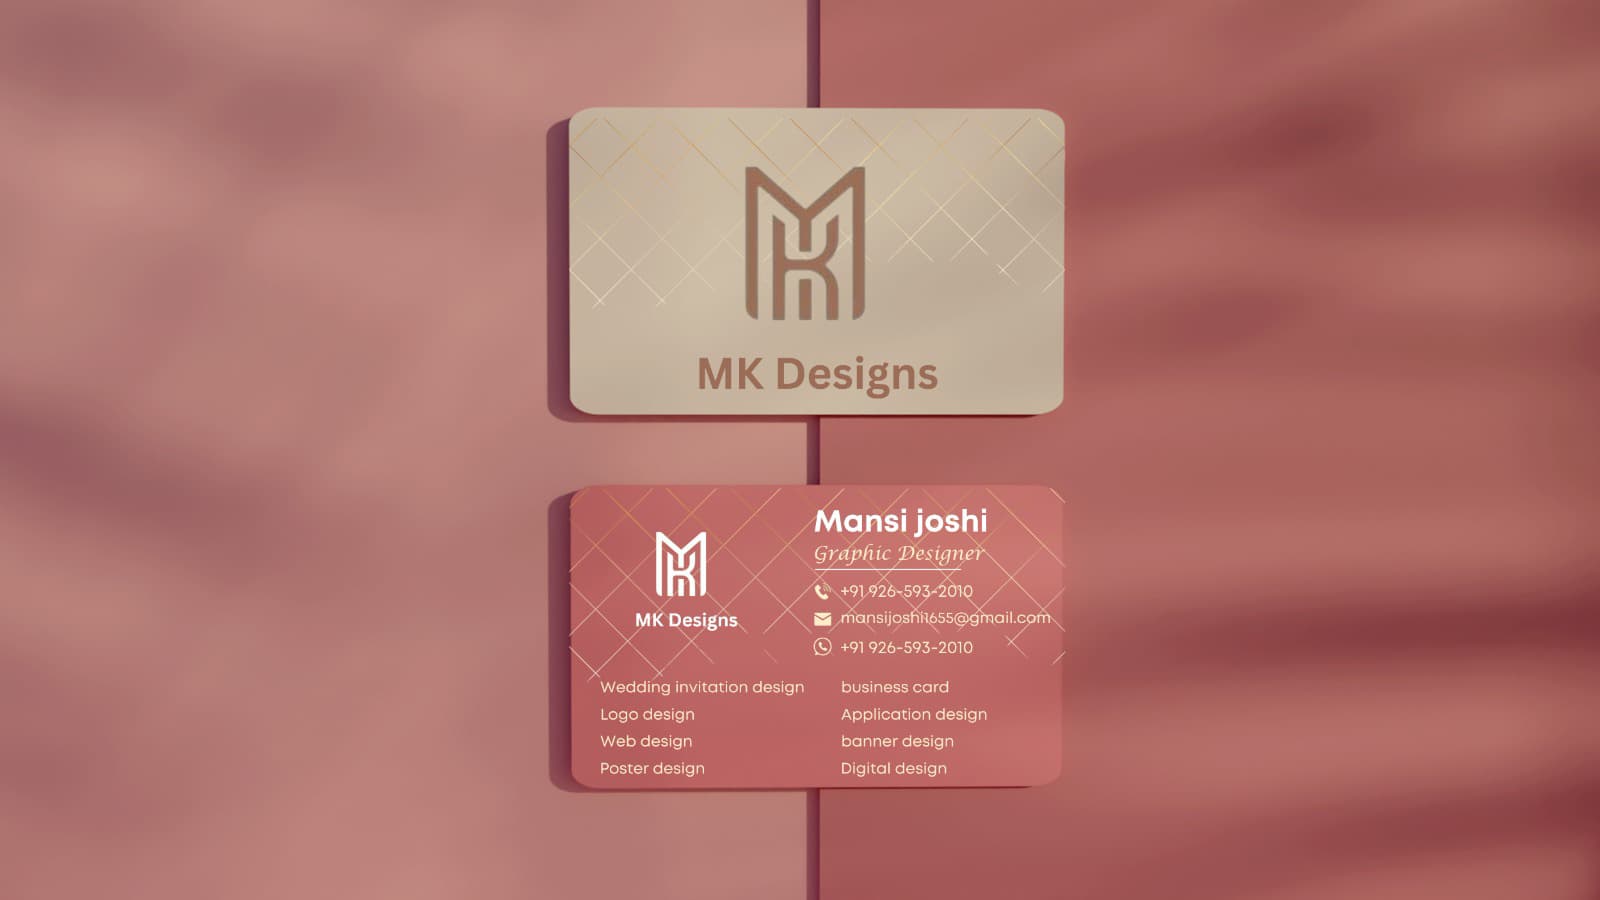 MK Designs
Mansi joshi
Graphic Designer
+91 926-593-2010
mansijoshi1655@gmail.com
+91 926-593-2010
MK Designs
Wedding invitation design
Logo design
Web design
Poster design
business card
Application design
banner design
Digital design